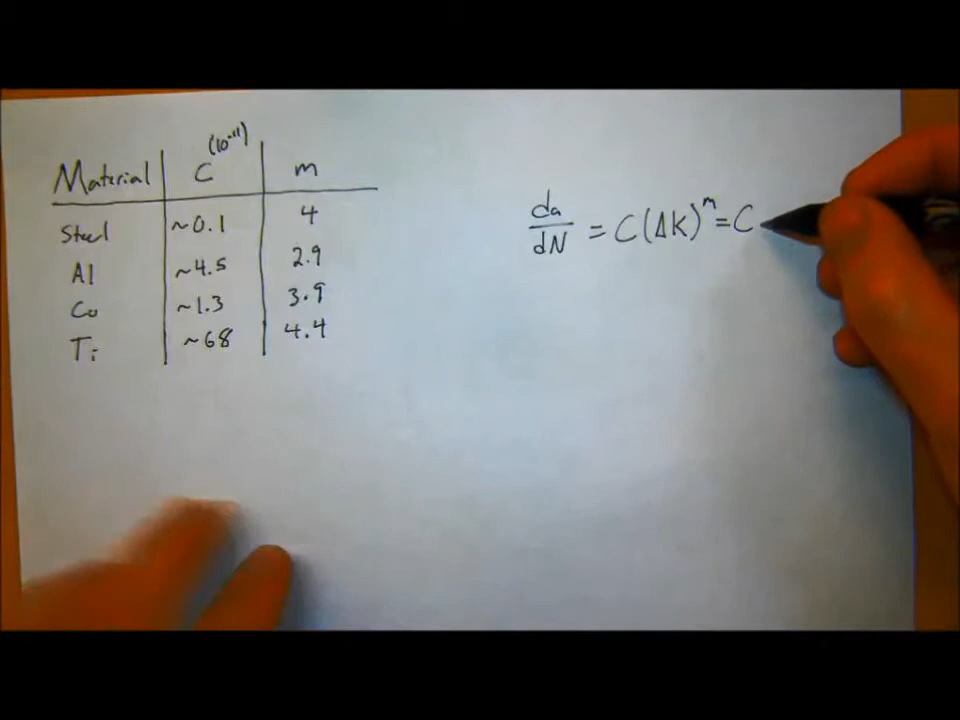 (10⁻¹¹)
Material C m
Steel ~0.1 4
Al ~4.5 2.9
Cu ~1.3 3.9
Ti ~68 4.4
da/dN = C(ΔK)ᵐ = C